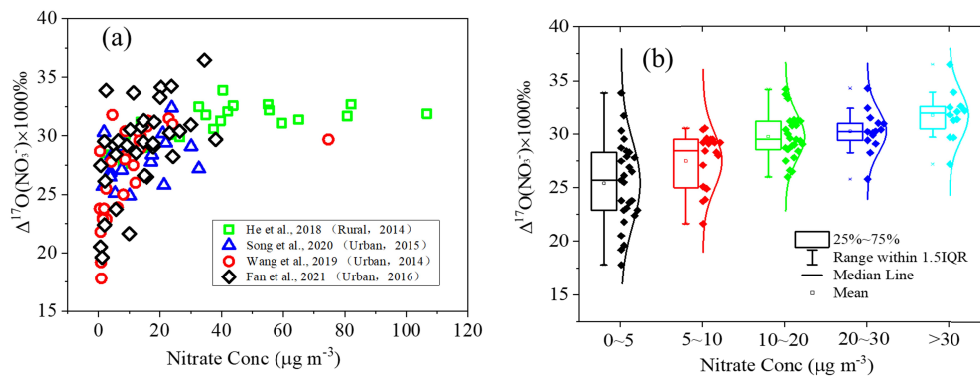 (a)
Δ¹⁷O(NO₃⁻)×1000‰
40
35
30
25
20
15
0 20 40 60 80 100 120
Nitrate Conc (μg m⁻³)
He et al., 2018 （Rural，2014）
Song et al., 2020 （Urban，2015）
Wang et al., 2019 （Urban，2014）
Fan et al., 2021 （Urban，2016）
(b)
Δ¹⁷O(NO₃⁻)×1000‰
40
35
30
25
20
15
0~5 5~10 10~20 20~30 >30
Nitrate Conc (μg m⁻³)
25%~75%
Range within 1.5IQR
Median Line
Mean